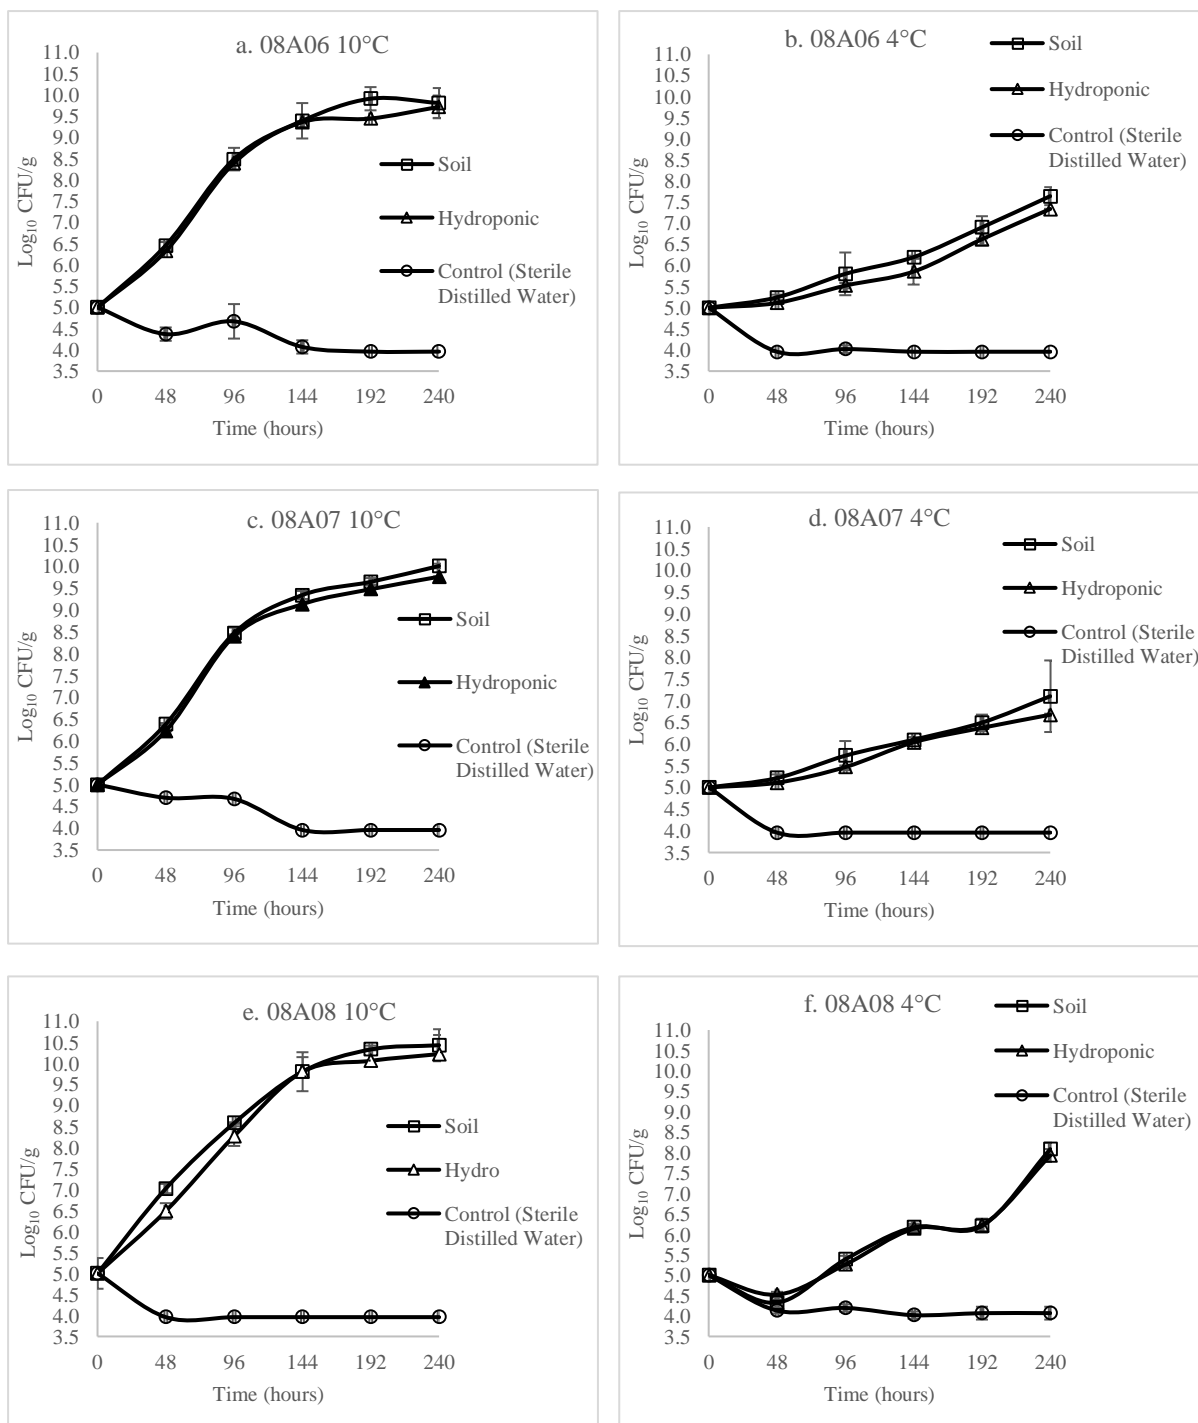 a. 08A06 10°C
11.0
10.5
10.0
9.5
9.0
8.5
8.0
7.5
7.0
6.5
6.0
5.5
5.0
4.5
4.0
3.5
Log10 CFU/g
0 48 96 144 192 240
Time (hours)
Soil
Hydroponic
Control (Sterile
Distilled Water)
b. 08A06 4°C
11.0
10.5
10.0
9.5
9.0
8.5
8.0
7.5
7.0
6.5
6.0
5.5
5.0
4.5
4.0
3.5
Log10 CFU/g
0 48 96 144 192 240
Time (hours)
Soil
Hydroponic
Control (Sterile
Distilled Water)
c. 08A07 10°C
11.0
10.5
10.0
9.5
9.0
8.5
8.0
7.5
7.0
6.5
6.0
5.5
5.0
4.5
4.0
3.5
Log10 CFU/g
0 48 96 144 192 240
Time (hours)
Soil
Hydroponic
Control (Sterile
Distilled Water)
d. 08A07 4°C
11.0
10.5
10.0
9.5
9.0
8.5
8.0
7.5
7.0
6.5
6.0
5.5
5.0
4.5
4.0
3.5
Log10 CFU/g
0 48 96 144 192 240
Time (hours)
Soil
Hydroponic
Control (Sterile
Distilled Water)
e. 08A08 10°C
11.0
10.5
10.0
9.5
9.0
8.5
8.0
7.5
7.0
6.5
6.0
5.5
5.0
4.5
4.0
3.5
Log10 CFU/g
0 48 96 144 192 240
Time (hours)
Soil
Hydro
Control (Sterile
Distilled Water)
f. 08A08 4°C
11.0
10.5
10.0
9.5
9.0
8.5
8.0
7.5
7.0
6.5
6.0
5.5
5.0
4.5
4.0
3.5
Log10 CFU/g
0 48 96 144 192 240
Time (hours)
Soil
Hydroponic
Control (Sterile
Distilled Water)